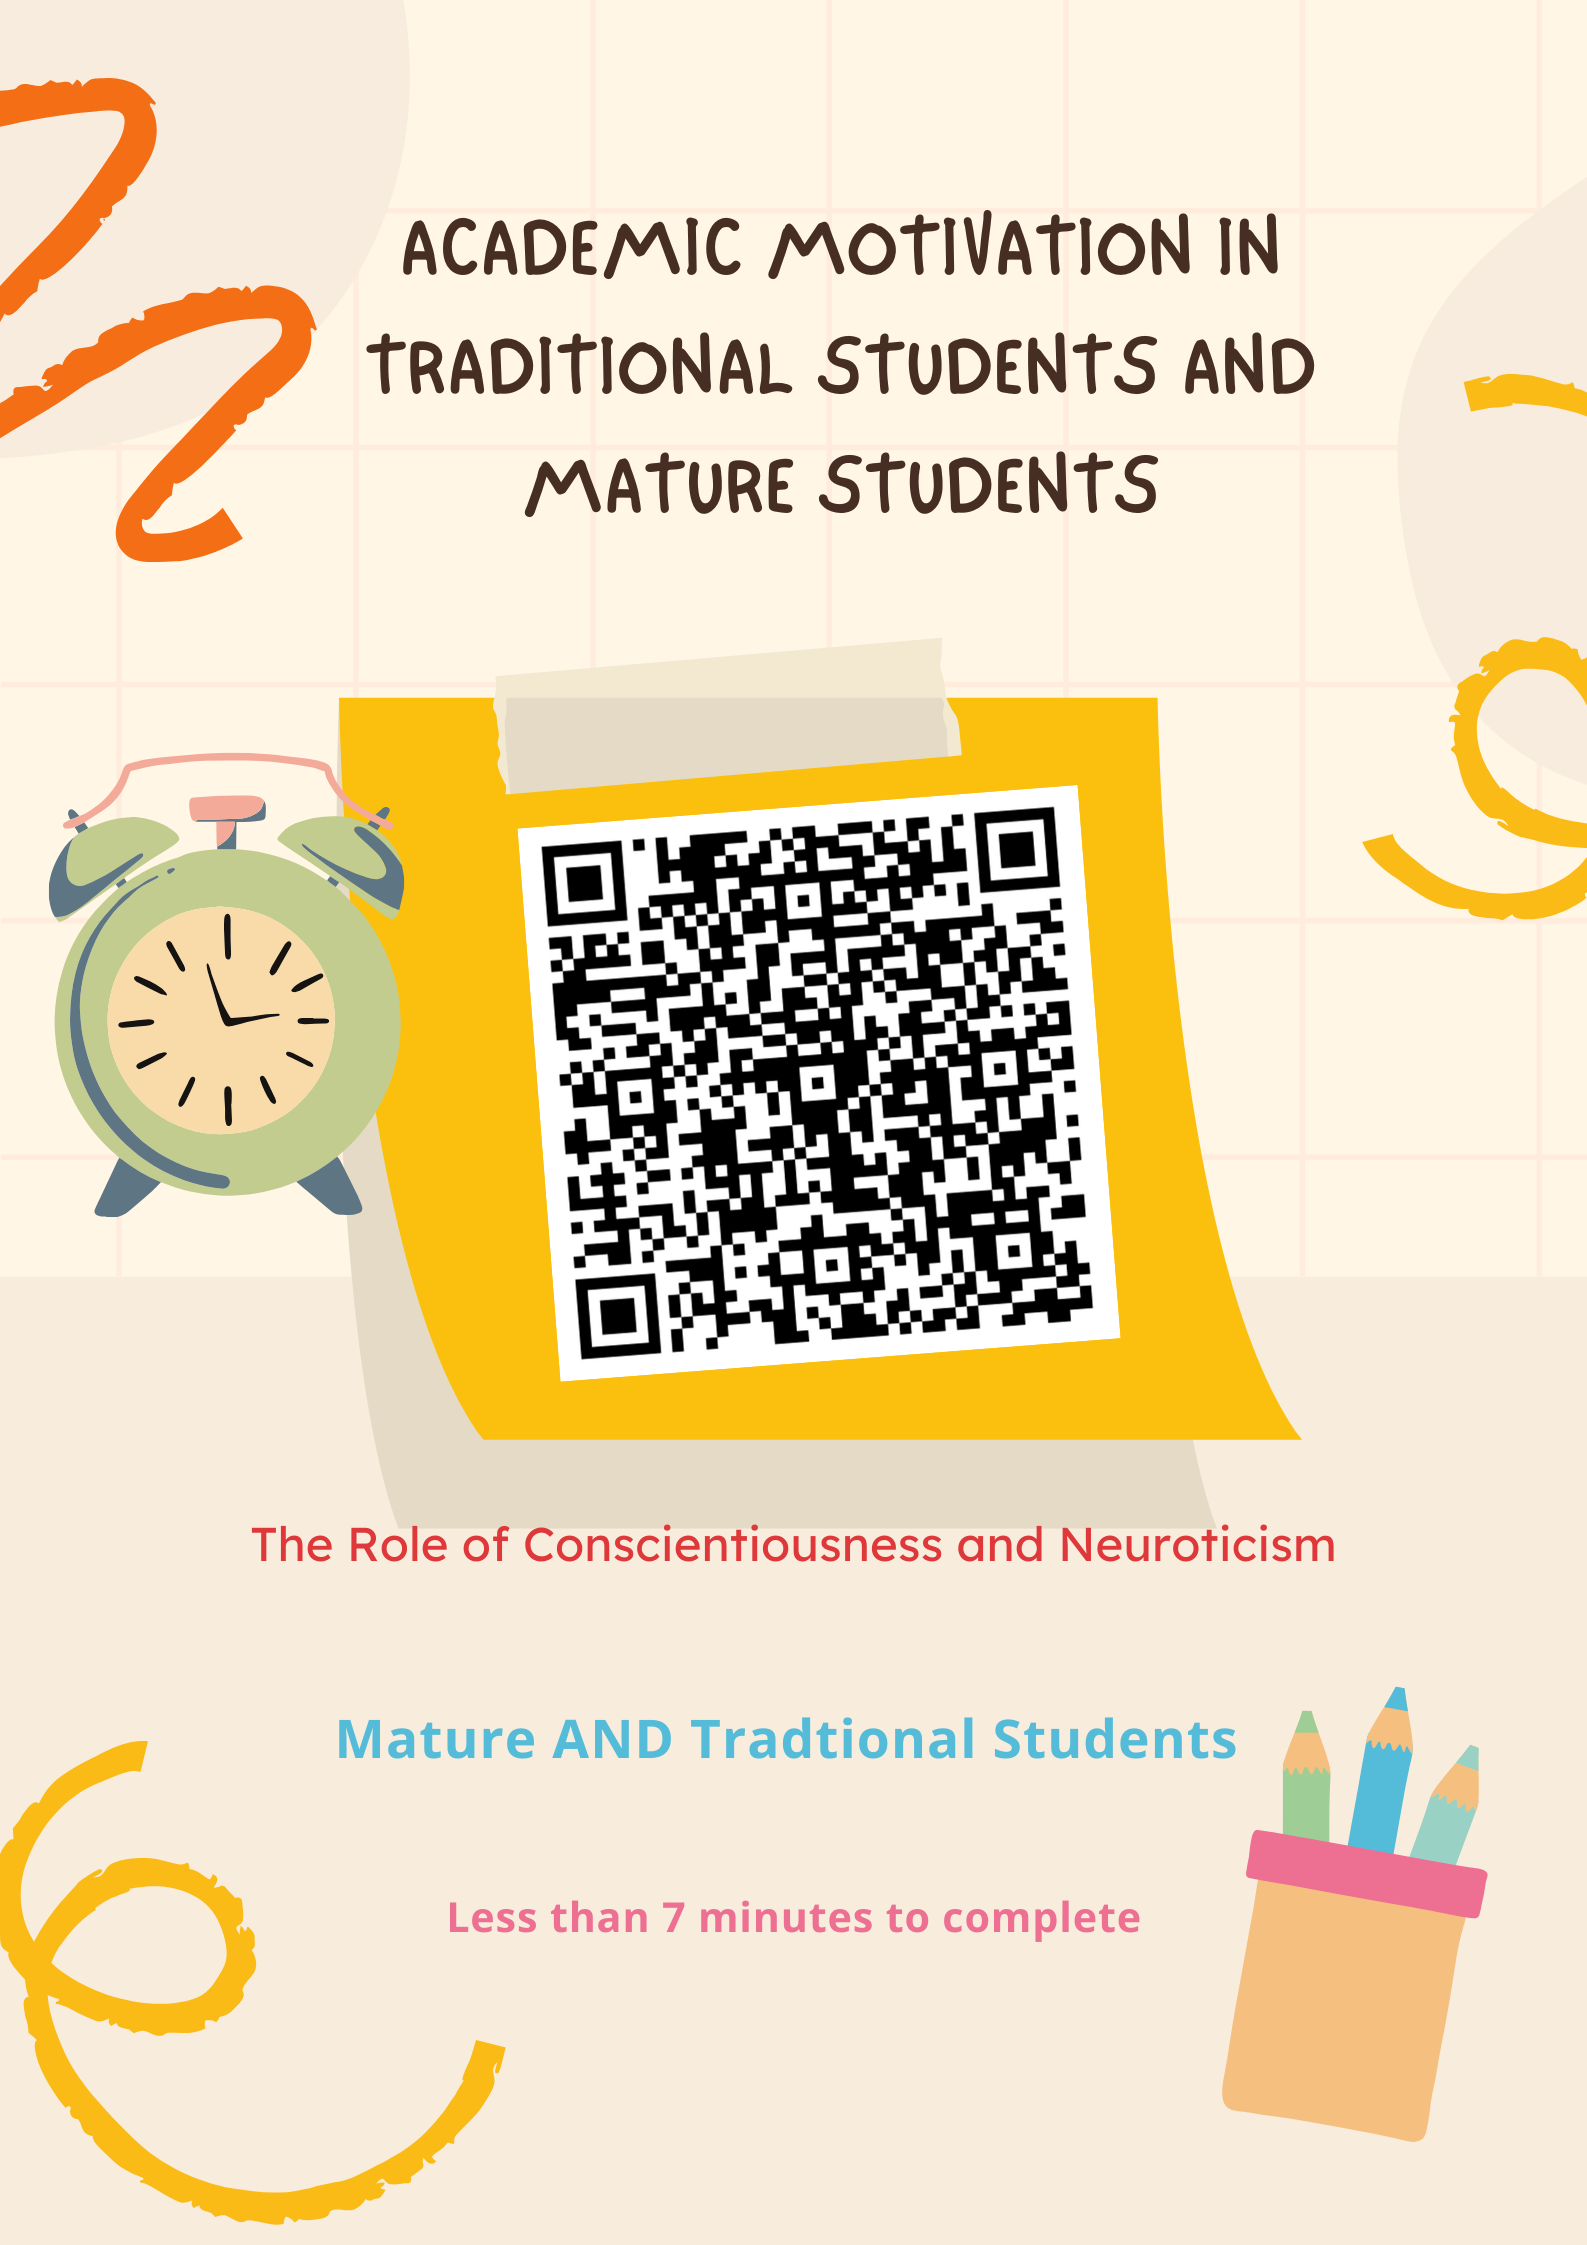 ACADEMIC MOTIVATION IN
TRADITIONAL STUDENTS AND
MATURE STUDENTS
The Role of Conscientiousness and Neuroticism
Mature AND Tradtional Students
Less than 7 minutes to complete